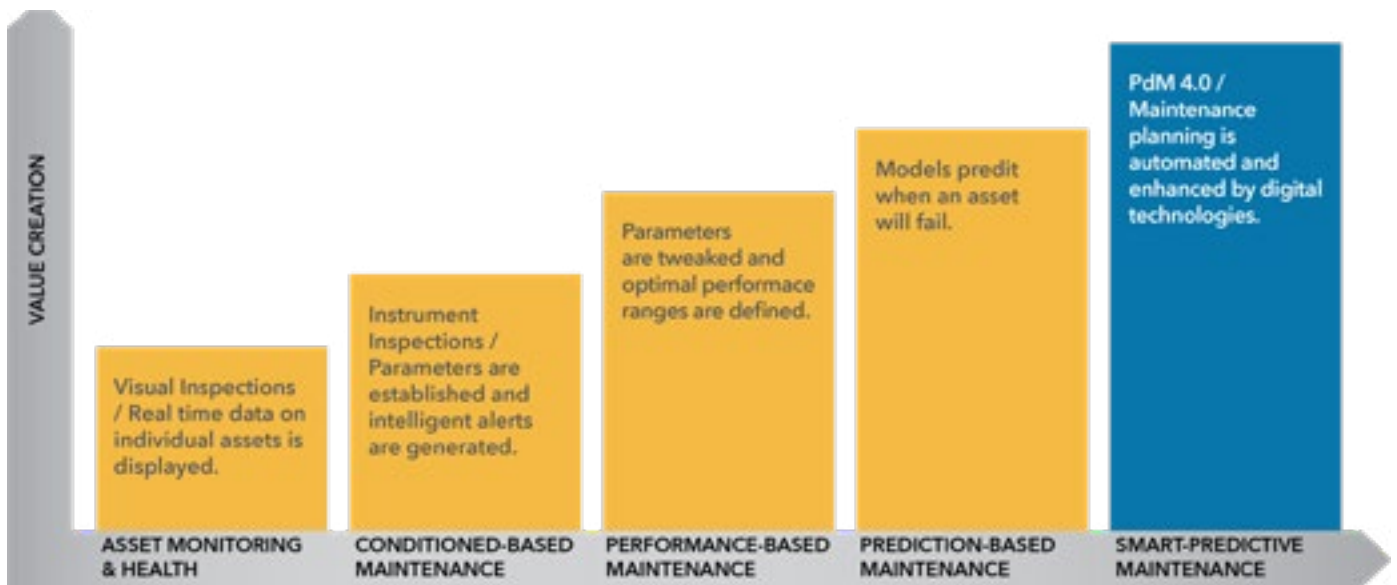 VALUE CREATION
Visual Inspections
/ Real time data on
individual assets is
displayed.
Instrument
Inspections /
Parameters are
established and
intelligent alerts
are generated.
Parameters
are tweaked and
optimal performace
ranges are defined.
Models predit
when an asset
will fail.
PdM 4.0 /
Maintenance
planning is
automated and
enhanced by digital
technologies.
ASSET MONITORING
& HEALTH
CONDITIONED-BASED
MAINTENANCE
PERFORMANCE-BASED
MAINTENANCE
PREDICTION-BASED
MAINTENANCE
SMART-PREDICTIVE
MAINTENANCE